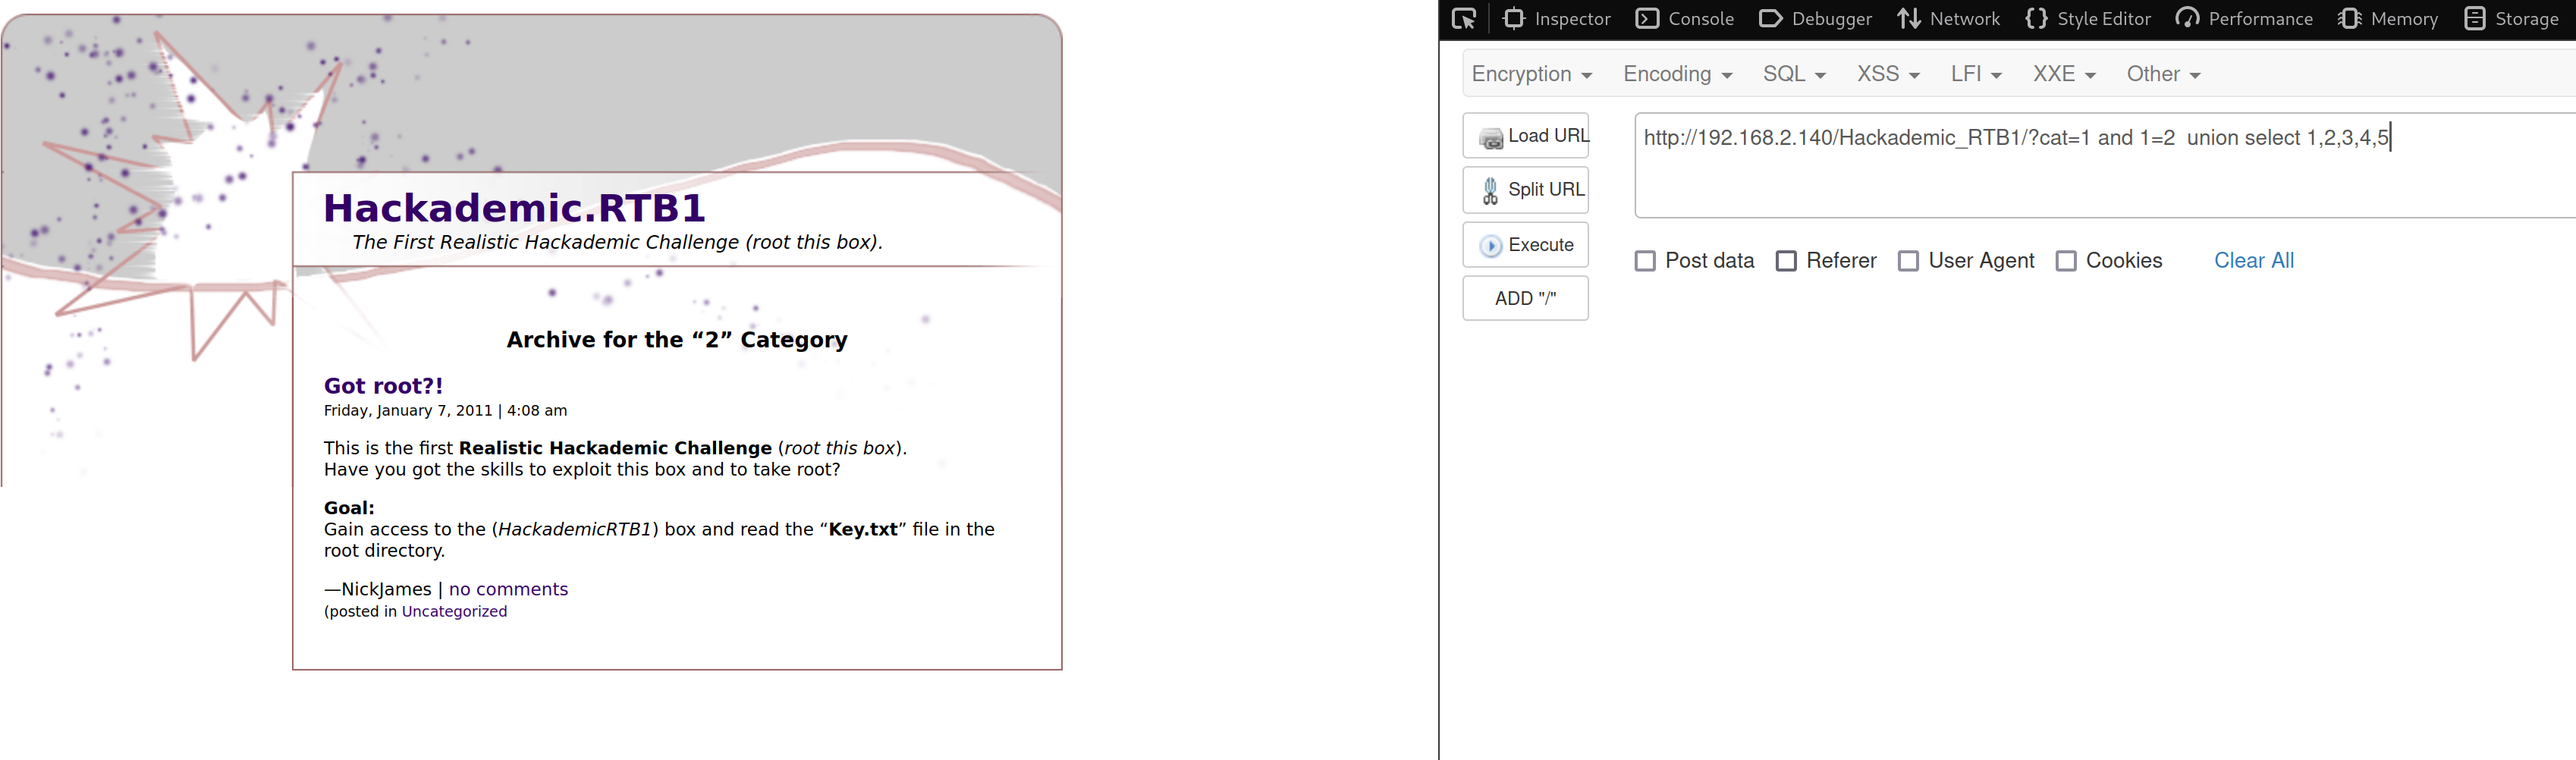 Hackademic.RTB1
The First Realistic Hackademic Challenge (root this box).
Archive for the “2” Category
Got root?!
Friday, January 7, 2011 | 4:08 am
This is the first Realistic Hackademic Challenge (root this box).
Have you got the skills to exploit this box and to take root?
Goal:
Gain access to the (HackademicRTB1) box and read the “Key.txt” file in the
root directory.
—NickJames | no comments
(posted in Uncategorized
Inspector Console Debugger Network Style Editor Performance Memory Storage
Encryption Encoding SQL XSS LFI XXE Other
Load URL
http://192.168.2.140/Hackademic_RTB1/?cat=1 and 1=2  union select 1,2,3,4,5
Split URL
Execute
Post data Referer User Agent Cookies Clear All
ADD "/"